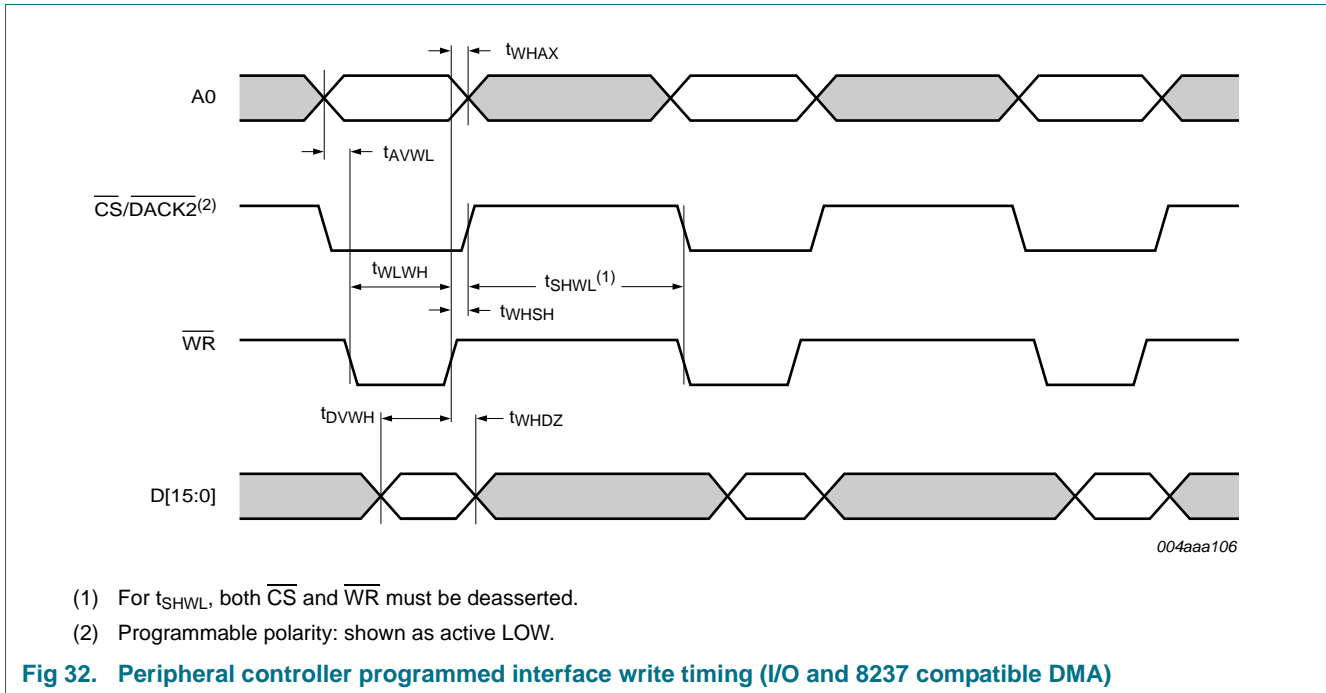 tWHAX
A0
tAVWL
CS/DACK2(2)
tWLWH
tSHWL(1)
tWHSH
WR
tDVWH
tWHDZ
D[15:0]
004aaa106
(1) For tSHWL, both CS and WR must be deasserted.
(2) Programmable polarity: shown as active LOW.
Fig 32. Peripheral controller programmed interface write timing (I/O and 8237 compatible DMA)